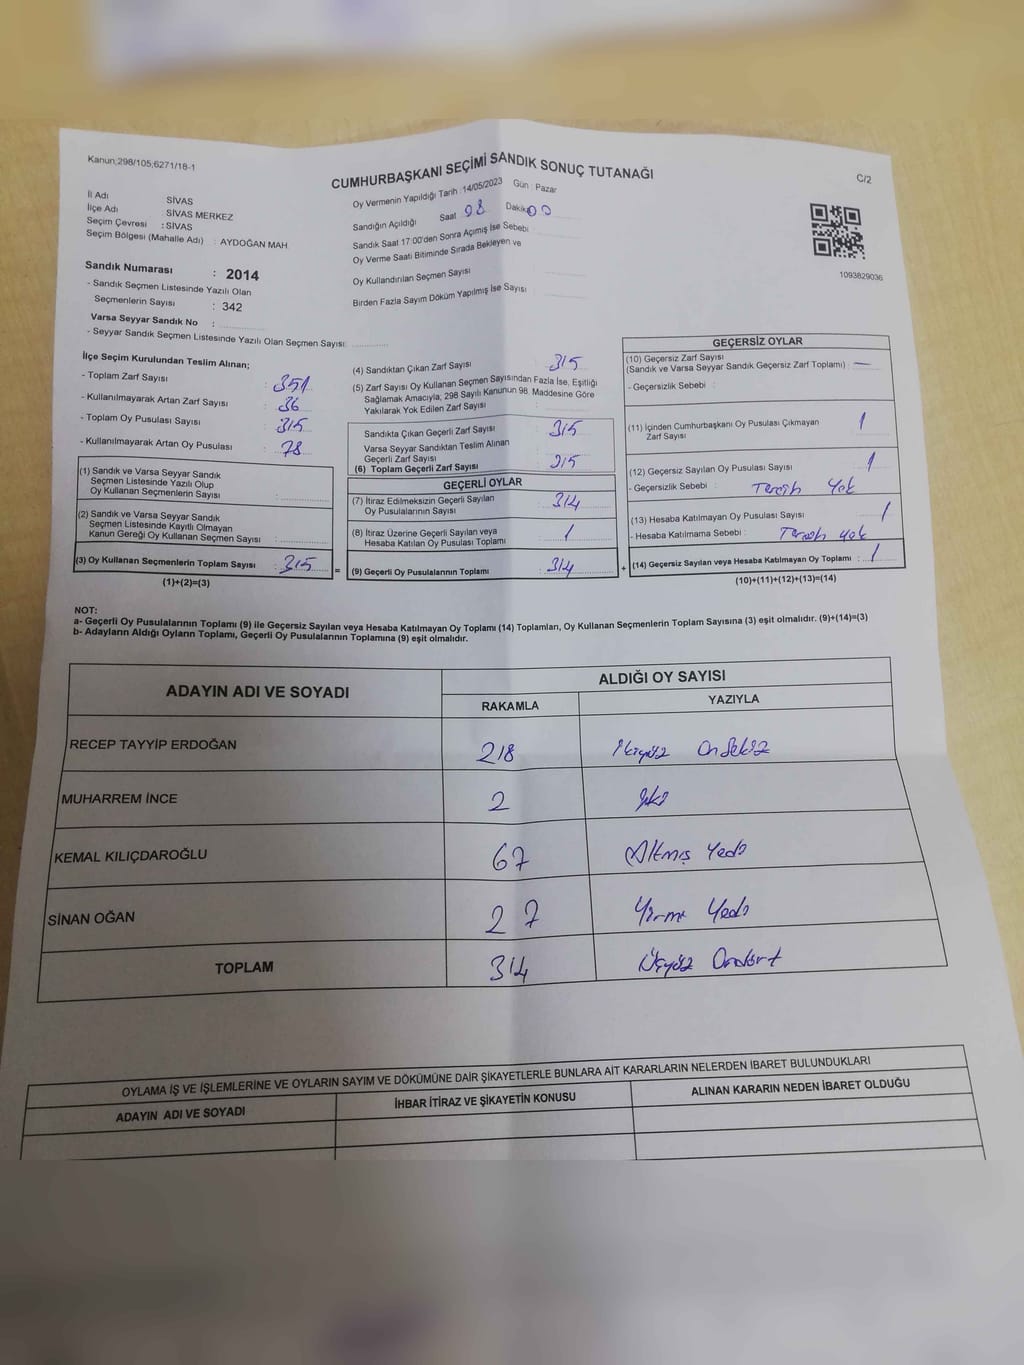 Kanun;298/105;6271/18-1
CUMHURBAŞKANI SEÇİMİ SANDIK SONUÇ TUTANAĞI
C/2
İl Adı SİVAS
İlçe Adı : SİVAS MERKEZ
Seçim Çevresi : SİVAS
Seçim Bölgesi (Mahalle Adı) : AYDOĞAN MAH.
Oy Vermenin Yapıldığı Tarih : 14/05/2023 Gün : Pazar
Sandığın Açıldığı Saat 08 Dakika 00
Sandık Saat 17:00'den Sonra Açımış İse Sebebi
Oy Verme Saati Bitiminde Sırada Bekleyen ve
Oy Kullandırılan Seçmen Sayısı
Birden Fazla Sayım Döküm Yapılmış İse Sayısı
1093829036
Sandık Numarası : 2014
- Sandık Seçmen Listesinde Yazılı Olan
Seçmenlerin Sayısı : 342
Varsa Seyyar Sandık No :
- Seyyar Sandık Seçmen Listesinde Yazılı Olan Seçmen Sayısı:
İlçe Seçim Kurulundan Teslim Alınan;
- Toplam Zarf Sayısı : 351
- Kullanılmayarak Artan Zarf Sayısı : 36
- Toplam Oy Pusulası Sayısı : 315
- Kullanılmayarak Artan Oy Pusulası : 78
(1) Sandık ve Varsa Seyyar Sandık
Seçmen Listesinde Yazılı Olup
Oy Kullanan Seçmenlerin Sayısı :
(2) Sandık ve Varsa Seyyar Sandık
Seçmen Listesinde Kayıtlı Olmayan
Kanun Gereği Oy Kullanan Seçmen Sayısı :
(3) Oy Kullanan Seçmenlerin Toplam Sayısı : 315 =
(1)+(2)=(3)
(4) Sandıktan Çıkan Zarf Sayısı : 315
(5) Zarf Sayısı Oy Kullanan Seçmen Sayısından Fazla İse, Eşitliği
Sağlamak Amacıyla, 298 Sayılı Kanunun 98. Maddesine Göre
Yakılarak Yok Edilen Zarf Sayısı :
Sandıkta Çıkan Geçerli Zarf Sayısı : 315
Varsa Seyyar Sandıktan Teslim Alınan
Geçerli Zarf Sayısı
(6) Toplam Geçerli Zarf Sayısı : 315
GEÇERLİ OYLAR
(7) İtiraz Edilmeksizin Geçerli Sayılan
Oy Pusulalarının Sayısı : 314
(8) İtiraz Üzerine Geçerli Sayılan veya
Hesaba Katılan Oy Pusulası Toplamı : 1
(9) Geçerli Oy Pusulalarının Toplamı : 314 +
GEÇERSİZ OYLAR
(10) Geçersiz Zarf Sayısı
(Sandık ve Varsa Seyyar Sandık Geçersiz Zarf Toplamı) : —
- Geçersizlik Sebebi :
(11) İçinden Cumhurbaşkanı Oy Pusulası Çıkmayan
Zarf Sayısı : 1
(12) Geçersiz Sayılan Oy Pusulası Sayısı : 1
- Geçersizlik Sebebi : Tercih Yok
(13) Hesaba Katılmayan Oy Pusulası Sayısı : 1
- Hesaba Katılmama Sebebi : Tercih yok
(14) Geçersiz Sayılan veya Hesaba Katılmayan Oy Toplamı : 1
(10)+(11)+(12)+(13)=(14)
NOT:
a- Geçerli Oy Pusulalarının Toplamı (9) ile Geçersiz Sayılan veya Hesaba Katılmayan Oy Toplamı (14) Toplamları, Oy Kullanan Seçmenlerin Toplam Sayısına (3) eşit olmalıdır. (9)+(14)=(3)
b- Adayların Aldığı Oyların Toplamı, Geçerli Oy Pusulalarının Toplamına (9) eşit olmalıdır.
ADAYIN ADI VE SOYADI ALDIĞI OY SAYISI
RAKAMLA YAZIYLA
RECEP TAYYİP ERDOĞAN 218 İkiyüz Onsekiz
MUHARREM İNCE 2 İki
KEMAL KILIÇDAROĞLU 67 Altmış Yedi
SİNAN OĞAN 27 Yirmi Yedi
TOPLAM 314 Üçyüz Ondört
OYLAMA İŞ VE İŞLEMLERİNE VE OYLARIN SAYIM VE DÖKÜMÜNE DAİR ŞİKAYETLERLE BUNLARA AİT KARARLARIN NELERDEN İBARET BULUNDUKLARI
ADAYIN ADI VE SOYADI İHBAR İTİRAZ VE ŞİKAYETİN KONUSU ALINAN KARARIN NEDEN İBARET OLDUĞU